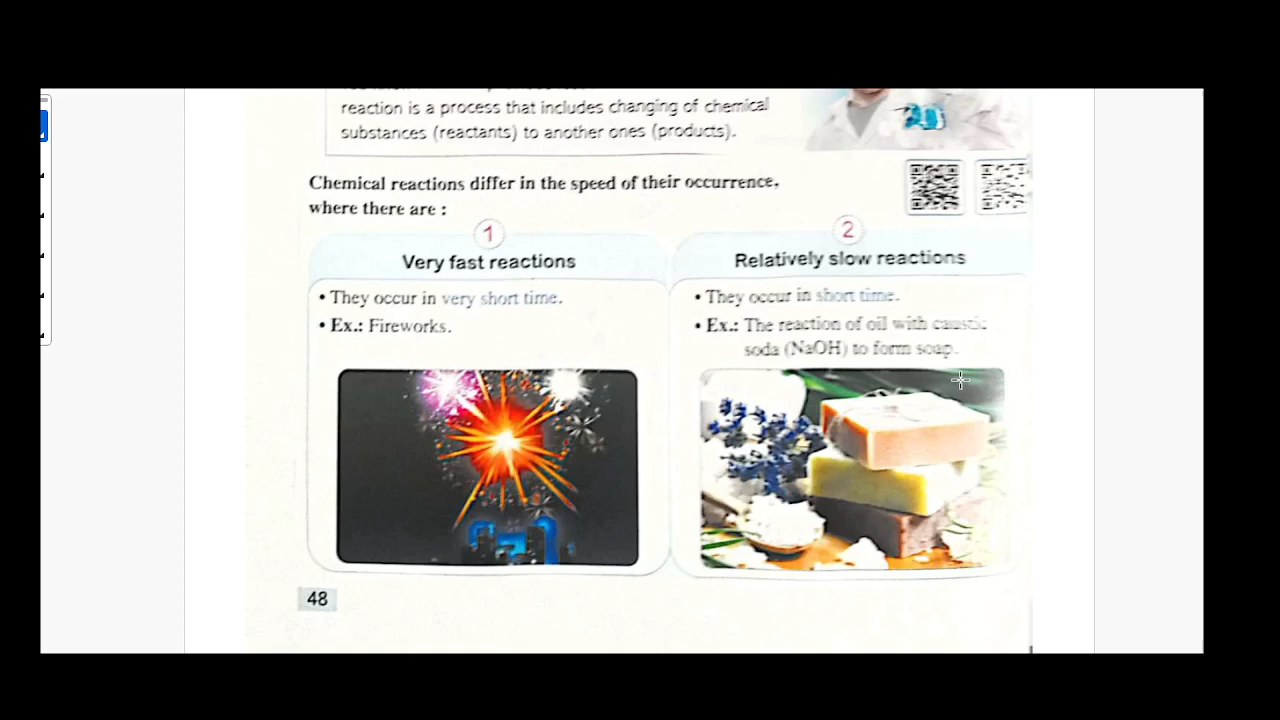 reaction is a process that includes changing of chemical
substances (reactants) to another ones (products).
Chemical reactions differ in the speed of their occurrence,
where there are :
1
Very fast reactions
• They occur in very short time.
• Ex.: Fireworks.
2
Relatively slow reactions
• They occur in short time.
• Ex.: The reaction of oil with caustic
soda (NaOH) to form soap.
48